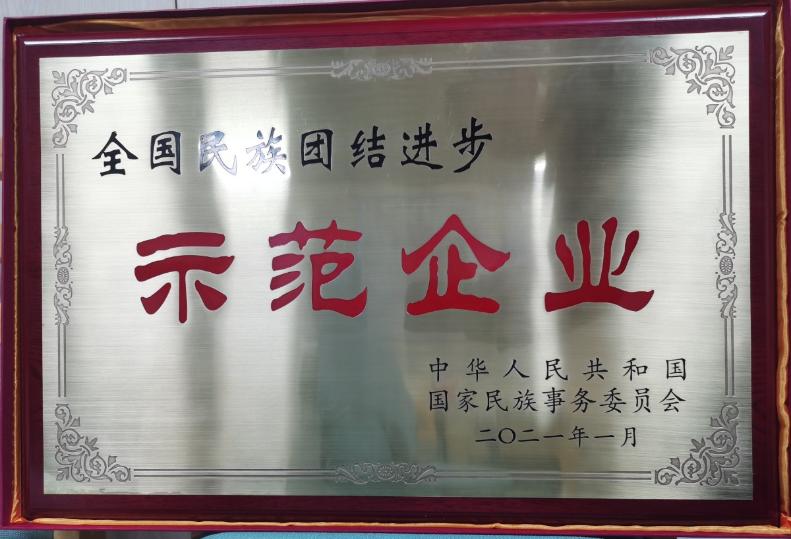 全国民族团结进步
示范企业
中华人民共和国
国家民族事务委员会
二〇二一年一月